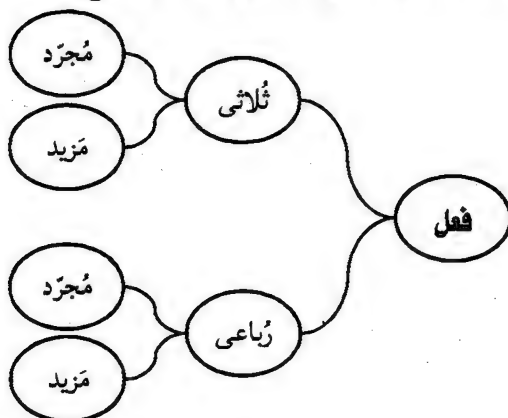 مُجرّد
ثُلاثی
مَزید
فعل
مُجرّد
رُباعی
مَزید